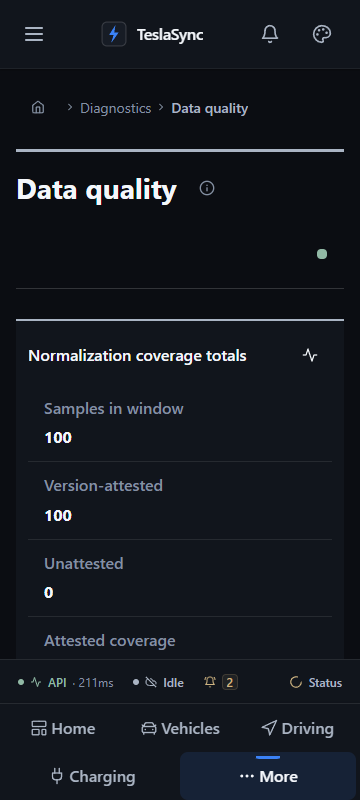 TeslaSync
Diagnostics Data quality
Data quality
Normalization coverage totals
Samples in window
100
Version-attested
100
Unattested
0
Attested coverage
API · 211ms Idle 2 Status
Home Vehicles Driving
Charging More